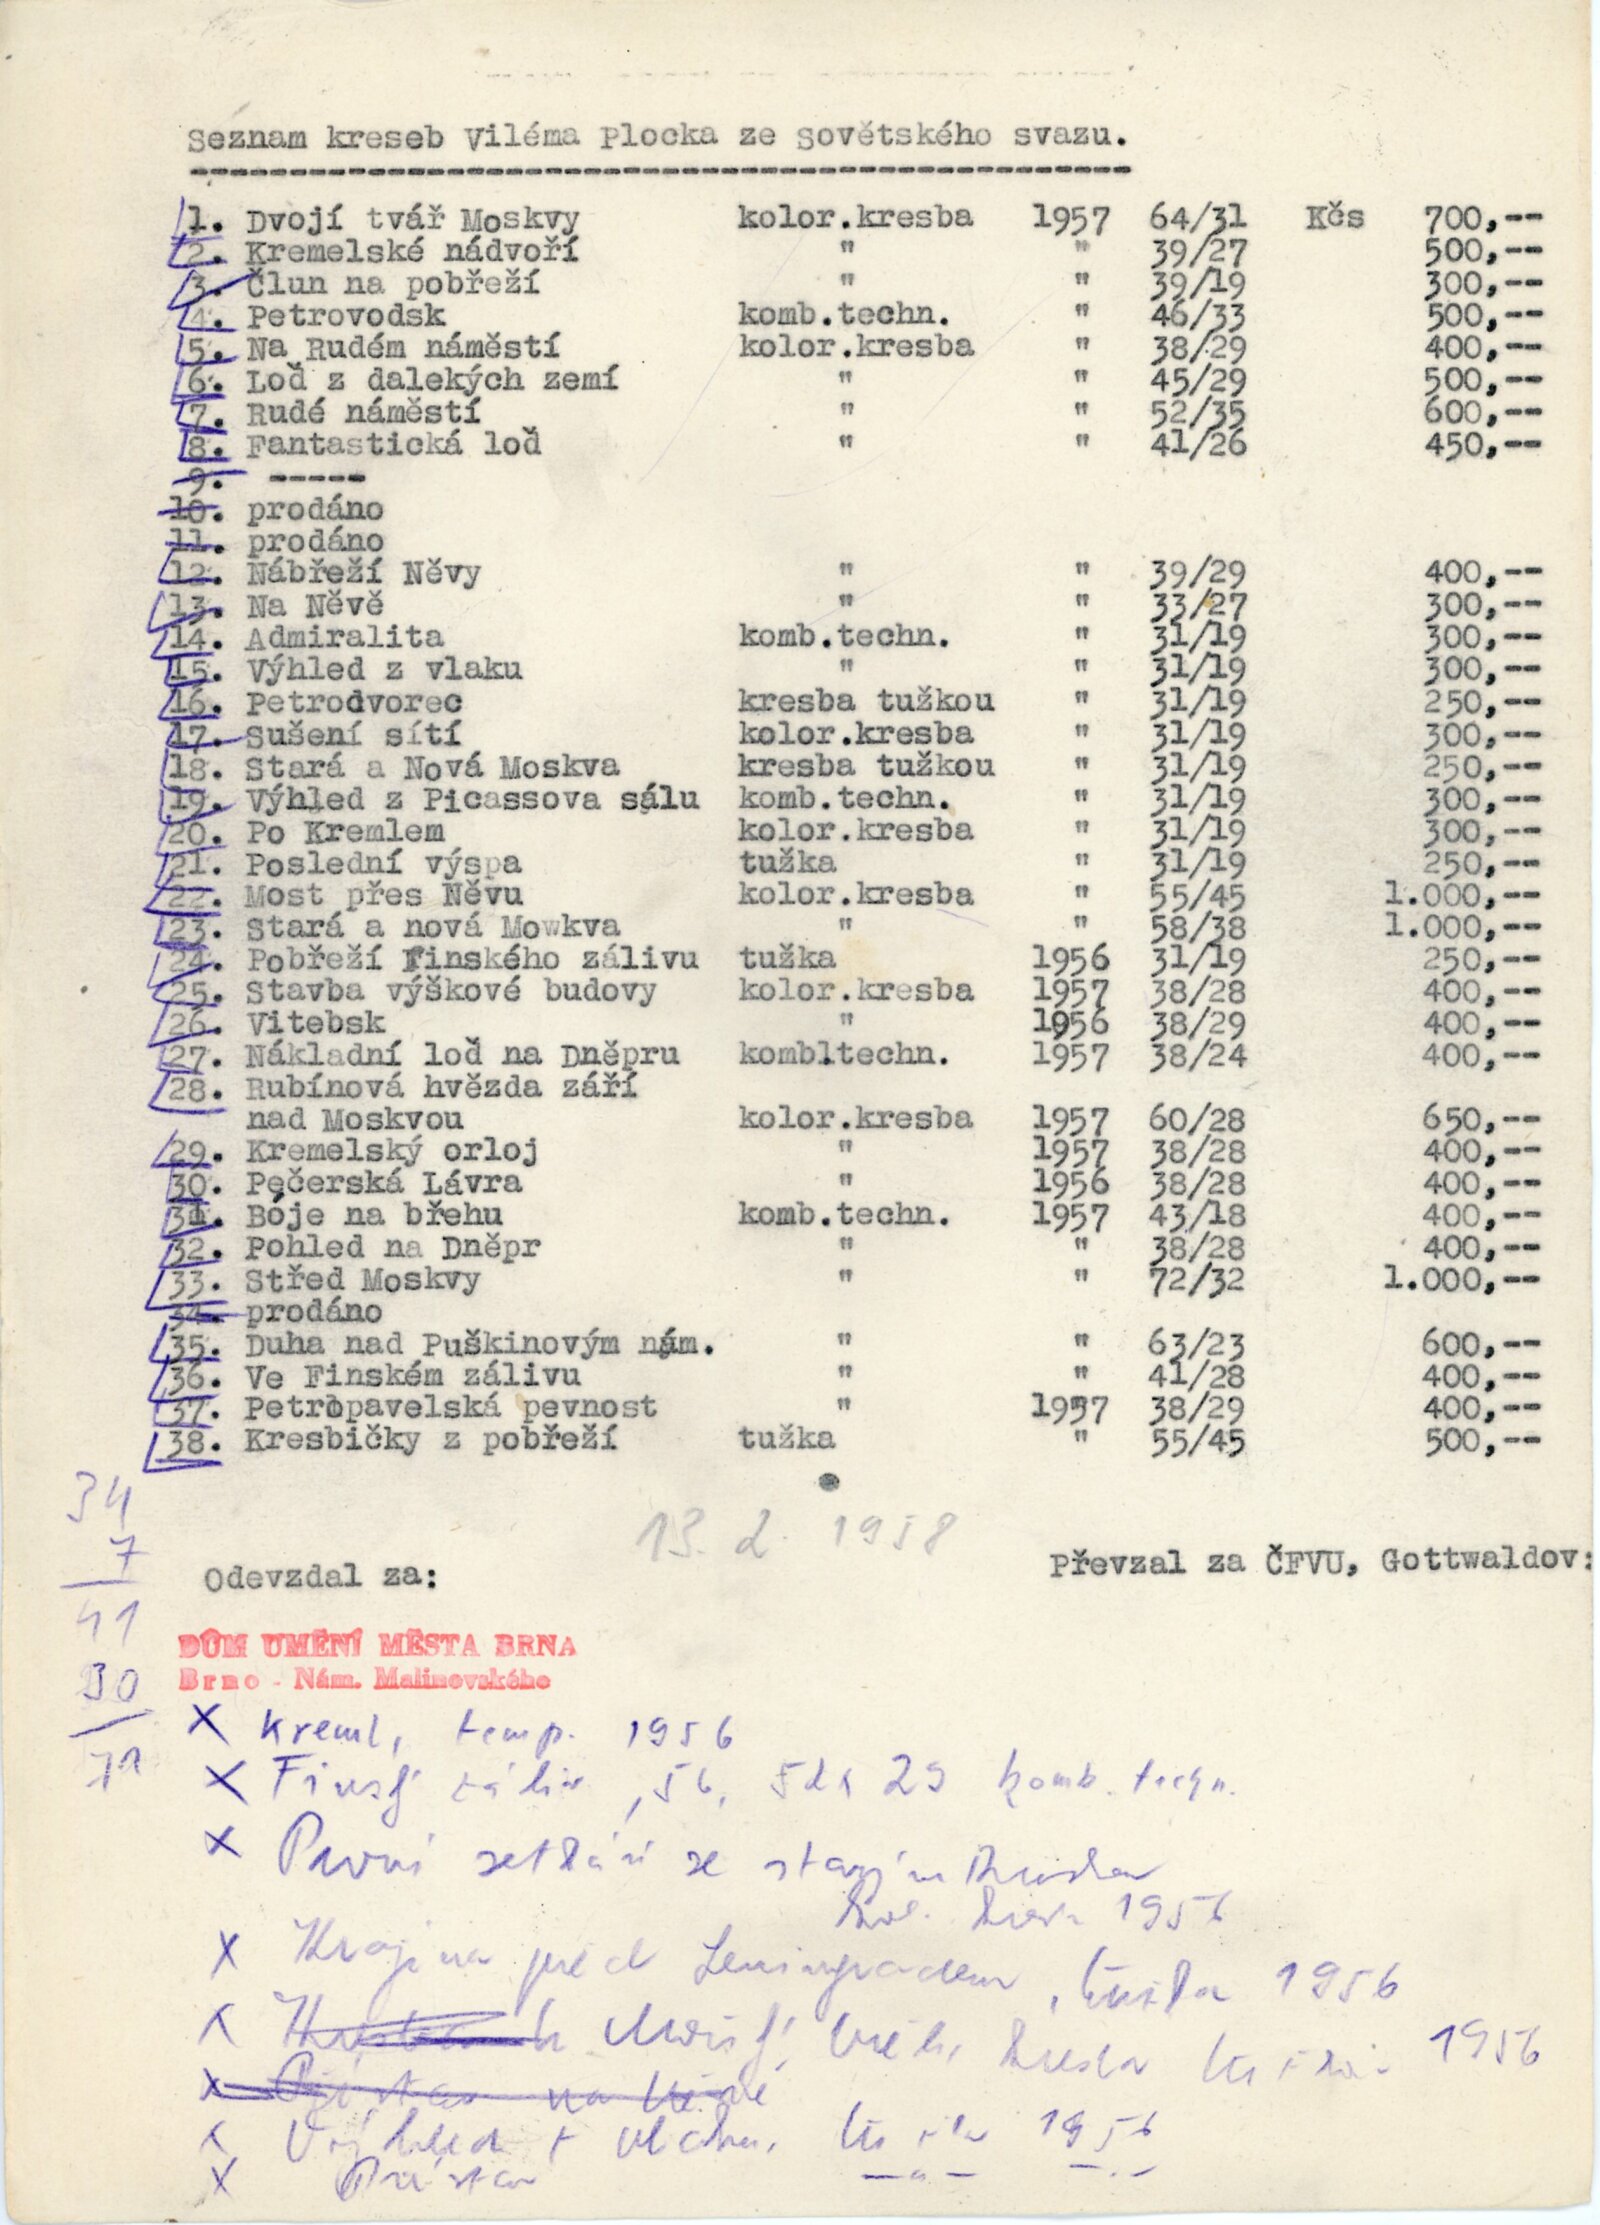 Seznam kreseb Viléma Plocka ze Sovětského svazu.
1. Dvojí tvář Moskvy kolor.kresba 1957 64/31 Kčs 700,--
2. Kremelské nádvoří " " 39/27 500,--
3. Člun na pobřeží " " 39/19 300,--
4. Petrovodsk komb.techn. " 46/33 500,--
5. Na Rudém náměstí kolor.kresba " 38/29 400,--
6. Loď z dalekých zemí " " 45/29 500,--
7. Rudé náměstí " " 52/35 600,--
8. Fantastická loď " " 41/26 450,--
9. -----
10. prodáno
11. prodáno
12. Nábřeží Něvy " " 39/29 400,--
13. Na Něvě " " 33/27 300,--
14. Admiralita komb.techn. " 31/19 300,--
15. Výhled z vlaku " " 31/19 300,--
16. Petrodvorec kresba tužkou " 31/19 250,--
17. Sušení sítí kolor.kresba " 31/19 300,--
18. Stará a Nová Moskva kresba tužkou " 31/19 250,--
19. Výhled z Picassova sálu komb.techn. " 31/19 300,--
20. Po Kremlem kolor.kresba " 31/19 300,--
21. Poslední výspa tužka " 31/19 250,--
22. Most přes Něvu kolor.kresba " 55/45 1.000,--
23. Stará a nová Mowkva " " 58/38 1.000,--
24. Pobřeží Finského zálivu tužka 1956 31/19 250,--
25. Stavba výškové budovy kolor.kresba 1957 38/28 400,--
26. Vitebsk " 1956 38/29 400,--
27. Nákladní loď na Dněpru kombltechn. 1957 38/24 400,--
28. Rubínová hvězda září
nad Moskvou kolor.kresba 1957 60/28 650,--
29. Kremelský orloj " 1957 38/28 400,--
30. Pečerská Lávra " 1956 38/28 400,--
31. Bóje na břehu komb.techn. 1957 43/18 400,--
32. Pohled na Dněpr " " 38/28 400,--
33. Střed Moskvy " " 72/32 1.000,--
34. prodáno
35. Duha nad Puškinovým nám. " " 63/23 600,--
36. Ve Finském zálivu " " 41/28 400,--
37. Petropavelská pevnost " 1957 38/29 400,--
38. Kresbičky z pobřeží tužka " 55/45 500,--
34
7
41
30
71
13. 2. 1958
Odevzdal za: Převzal za ČFVU, Gottwaldov:
DŮM UMĚNÍ MĚSTA BRNA
Brno - Nám. Malinovského
X Kreml, temp. 1956
X Finský záliv, 56, 52x29 komb. techn.
X První setkání se starým
1956
X Krajina před Leningradem, tužka 1956
X kresba 1956
X Přístav na
X Výhled z vlaku, tužka 1956
X Přístav —"— —"—